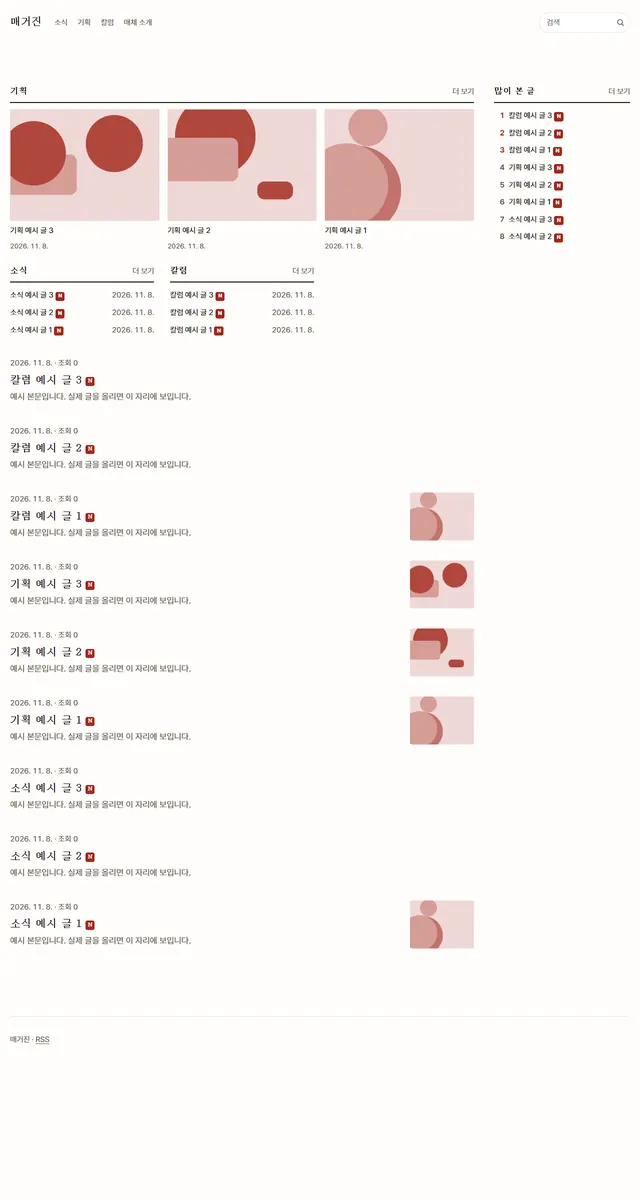 매거진 소식 기획 칼럼 매체 소개 검색
기획 더 보기
기획 예시 글 3
2026. 11. 8.
기획 예시 글 2
2026. 11. 8.
기획 예시 글 1
2026. 11. 8.
많이 본 글 더 보기
1 칼럼 예시 글 3 N
2 칼럼 예시 글 2 N
3 칼럼 예시 글 1 N
4 기획 예시 글 3 N
5 기획 예시 글 2 N
6 기획 예시 글 1 N
7 소식 예시 글 3 N
8 소식 예시 글 2 N
소식 더 보기
소식 예시 글 3 N 2026. 11. 8.
소식 예시 글 2 N 2026. 11. 8.
소식 예시 글 1 N 2026. 11. 8.
칼럼 더 보기
칼럼 예시 글 3 N 2026. 11. 8.
칼럼 예시 글 2 N 2026. 11. 8.
칼럼 예시 글 1 N 2026. 11. 8.
2026. 11. 8. · 조회 0
칼럼 예시 글 3 N
예시 본문입니다. 실제 글을 올리면 이 자리에 보입니다.
2026. 11. 8. · 조회 0
칼럼 예시 글 2 N
예시 본문입니다. 실제 글을 올리면 이 자리에 보입니다.
2026. 11. 8. · 조회 0
칼럼 예시 글 1 N
예시 본문입니다. 실제 글을 올리면 이 자리에 보입니다.
2026. 11. 8. · 조회 0
기획 예시 글 3 N
예시 본문입니다. 실제 글을 올리면 이 자리에 보입니다.
2026. 11. 8. · 조회 0
기획 예시 글 2 N
예시 본문입니다. 실제 글을 올리면 이 자리에 보입니다.
2026. 11. 8. · 조회 0
기획 예시 글 1 N
예시 본문입니다. 실제 글을 올리면 이 자리에 보입니다.
2026. 11. 8. · 조회 0
소식 예시 글 3 N
예시 본문입니다. 실제 글을 올리면 이 자리에 보입니다.
2026. 11. 8. · 조회 0
소식 예시 글 2 N
예시 본문입니다. 실제 글을 올리면 이 자리에 보입니다.
2026. 11. 8. · 조회 0
소식 예시 글 1 N
예시 본문입니다. 실제 글을 올리면 이 자리에 보입니다.
매거진 · RSS